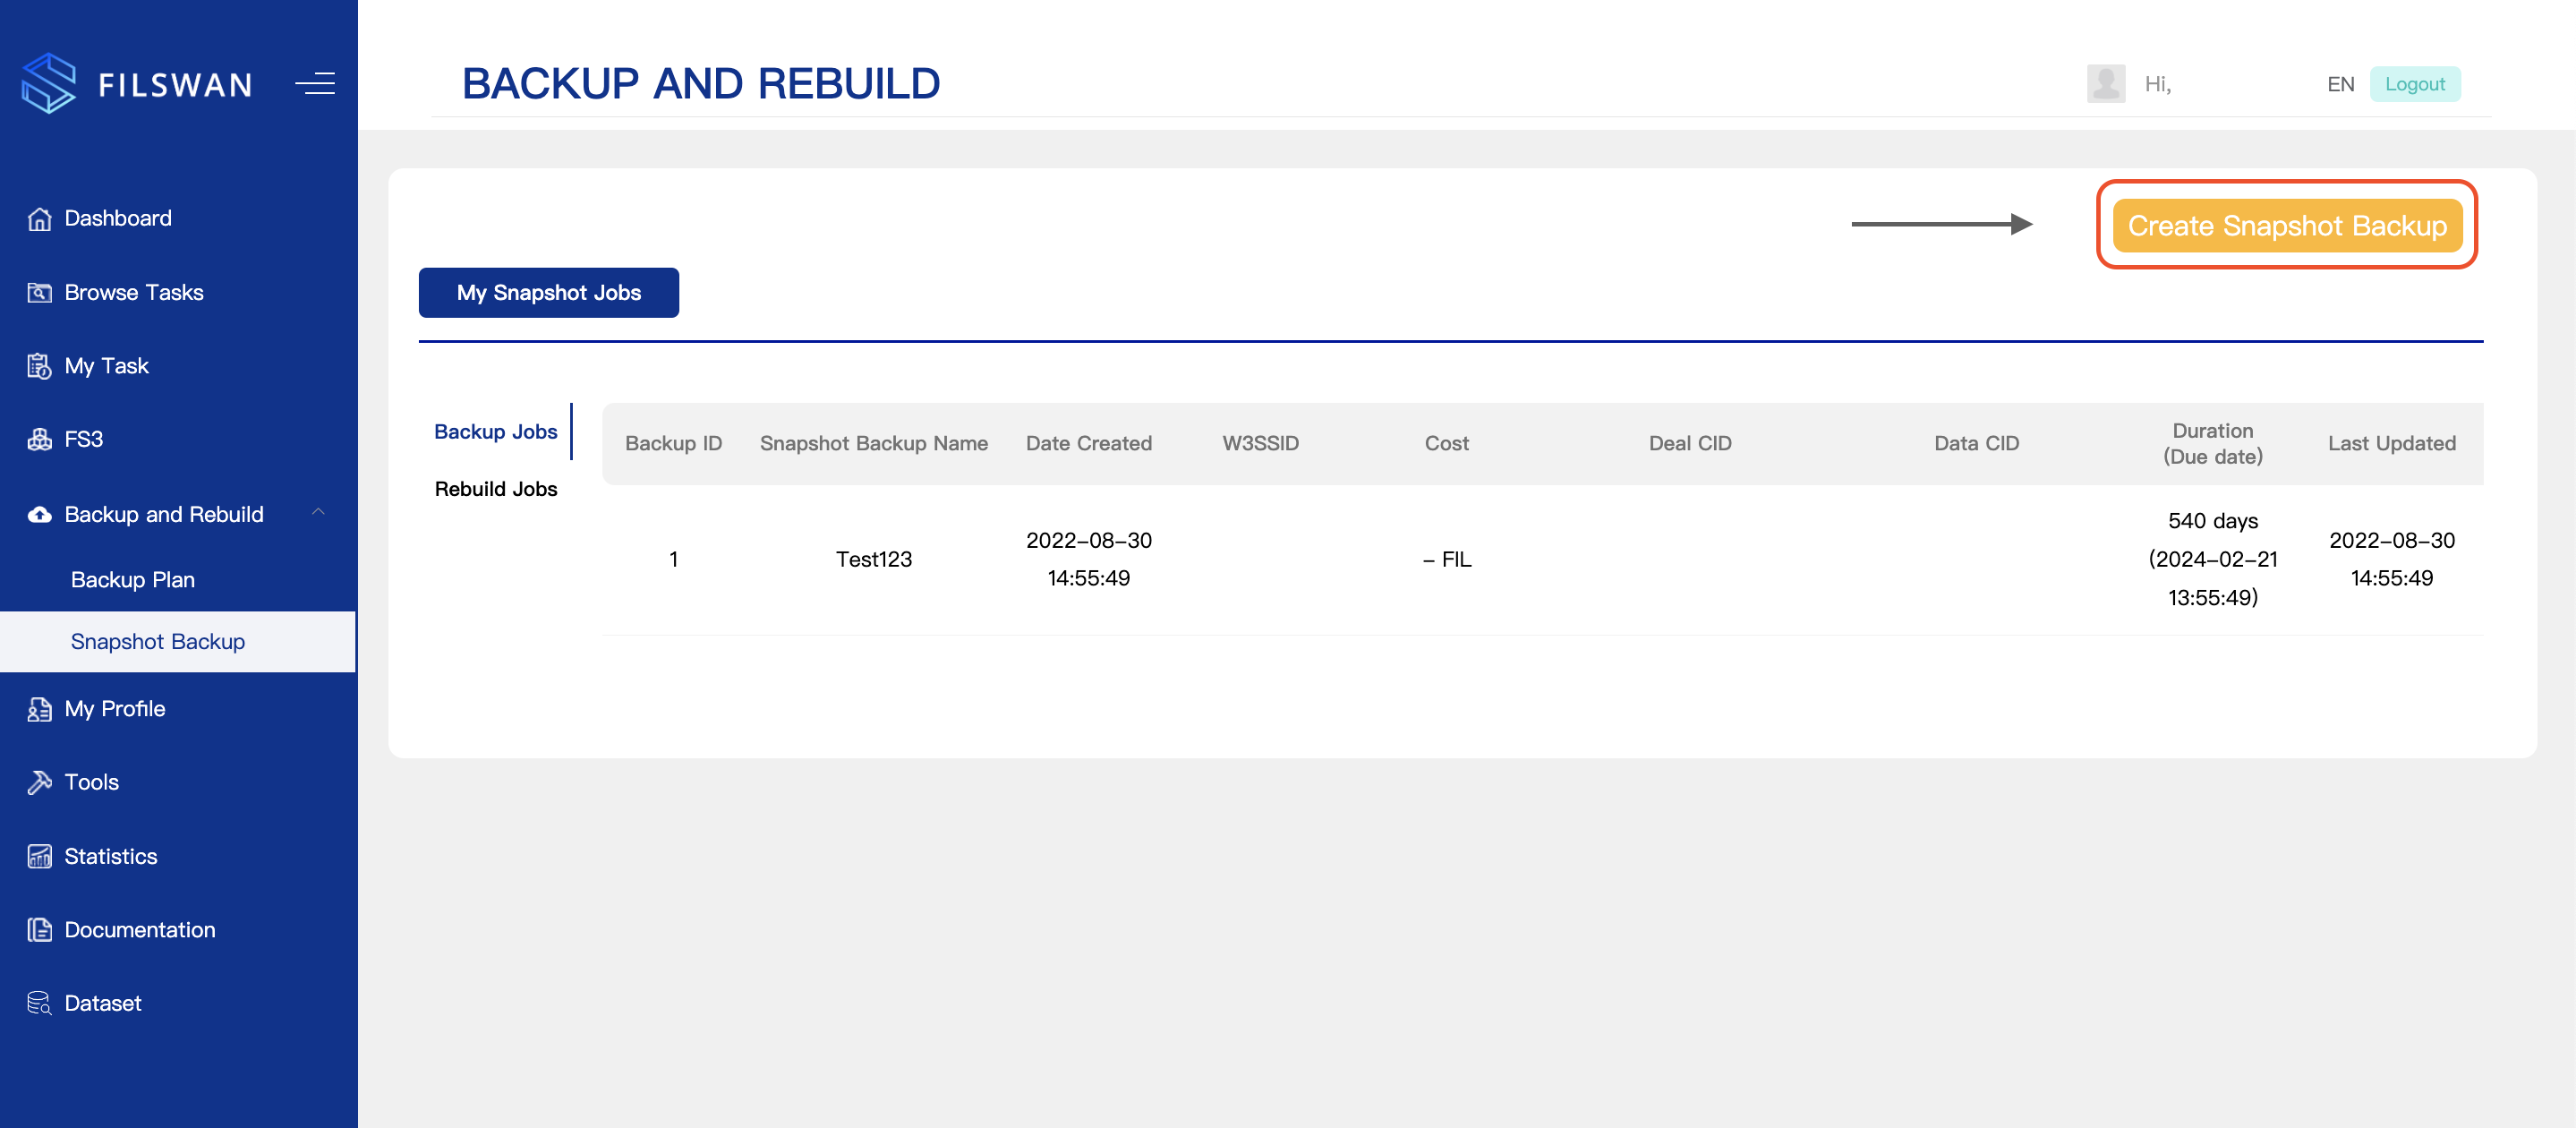 FILSWAN
BACKUP AND REBUILD
Hi,
EN
Logout
Dashboard
Browse Tasks
My Task
FS3
Backup and Rebuild
Backup Plan
Snapshot Backup
My Profile
Tools
Statistics
Documentation
Dataset
Create Snapshot Backup
My Snapshot Jobs
Backup Jobs
Rebuild Jobs
Backup ID
Snapshot Backup Name
Date Created
W3SSID
Cost
Deal CID
Data CID
Duration
(Due date)
Last Updated
1
Test123
2022-08-30
14:55:49
- FIL
540 days
(2024-02-21
13:55:49)
2022-08-30
14:55:49